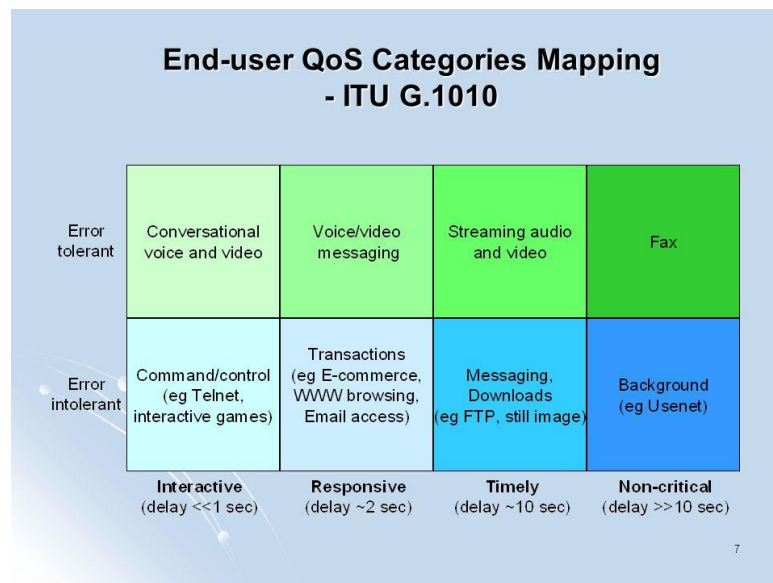 End-user QoS Categories Mapping
- ITU G.1010
Error
tolerant
Conversational
voice and video
Voice/video
messaging
Streaming audio
and video
Fax
Error
intolerant
Command/control
(eg Telnet,
interactive games)
Transactions
(eg E-commerce,
WWW browsing,
Email access)
Messaging,
Downloads
(eg FTP, still image)
Background
(eg Usenet)
Interactive
(delay <<1 sec)
Responsive
(delay ~2 sec)
Timely
(delay ~10 sec)
Non-critical
(delay >>10 sec)
7